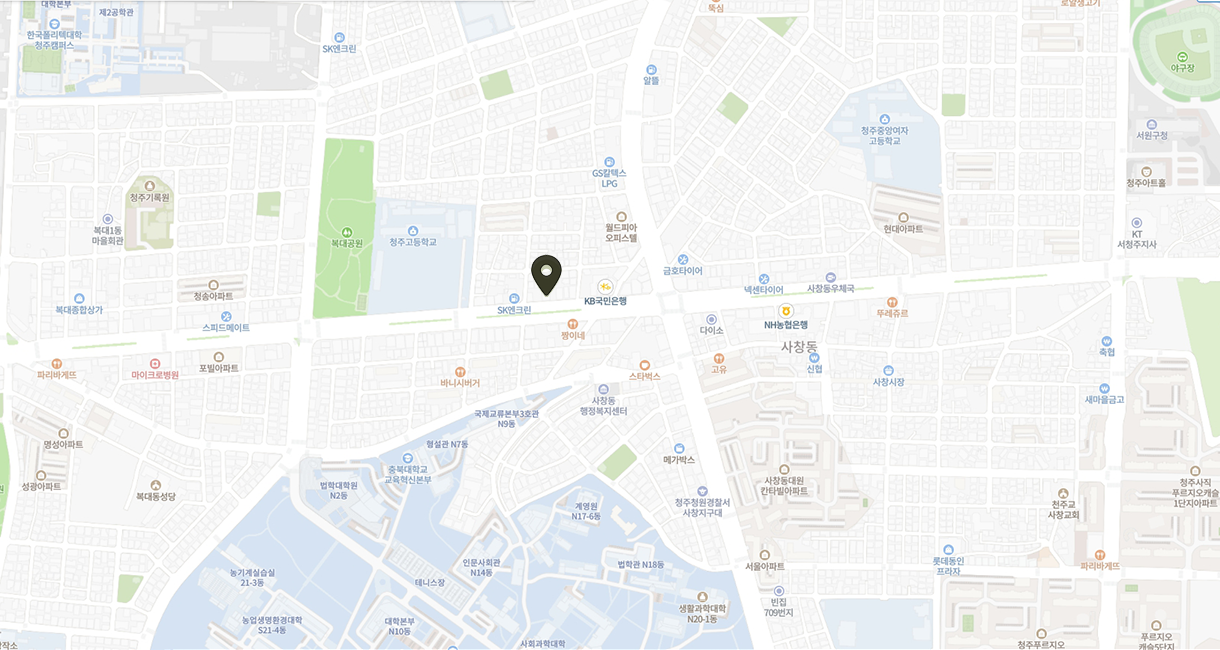 대학본부
제2공학관
한국폴리텍대학
청주캠퍼스
SK엔크린
뚝심
로얄생고기
알뜰
야구장
청주중앙여자
고등학교
서원구청
GS칼텍스
LPG
청주아트홀
청주기록원
월드피아
오피스텔
현대아파트
복대1동
마을회관
복대공원
청주고등학교
KT
서청주지사
금호타이어
넥센타이어
사창동우체국
청송아파트
KB국민은행
복대종합상가
SK엔크린
뚜레쥬르
스피드메이트
짱이네
다이소
NH농협은행
사창동
축협
파리바게뜨
마이크로병원
포빌아파트
바니시버거
스타벅스
고유
신협
사창시장
새마을금고
사창동
행정복지센터
국제교류본부3호관
N9동
명성아파트
형설관 N7동
메가박스
충북대학교
교육혁신본부
성광아파트
복대동성당
법학대학원
N2동
사창동대원
칸타빌아파트
청주사직
푸르지오캐슬
1단지아파트
청주청원경찰서
사창지구대
계영원
N17-6동
천주교
사창교회
인문사회관
N14동
법학관 N18동
서울아파트
롯데동인
프라자
파리바게뜨
농기계실습실
21-3동
테니스장
빈집
709번지
생활과학대학
N20-1동
농업생명환경대학
S21-4동
대학본부
N10동
사회과학대학
청주푸르지오
푸르지오
캐슬5단지